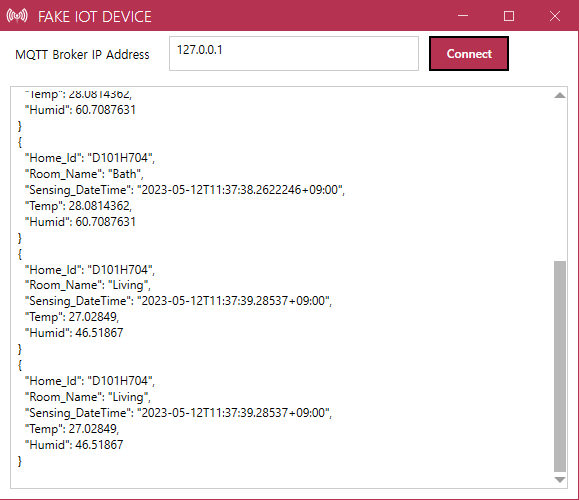 FAKE IOT DEVICE
MQTT Broker IP Address
127.0.0.1
Connect
"Temp": 28.0814362,
"Humid": 60.7087631
}
{
"Home_Id": "D101H704",
"Room_Name": "Bath",
"Sensing_DateTime": "2023-05-12T11:37:38.2622246+09:00",
"Temp": 28.0814362,
"Humid": 60.7087631
}
{
"Home_Id": "D101H704",
"Room_Name": "Living",
"Sensing_DateTime": "2023-05-12T11:37:39.28537+09:00",
"Temp": 27.02849,
"Humid": 46.51867
}
{
"Home_Id": "D101H704",
"Room_Name": "Living",
"Sensing_DateTime": "2023-05-12T11:37:39.28537+09:00",
"Temp": 27.02849,
"Humid": 46.51867
}